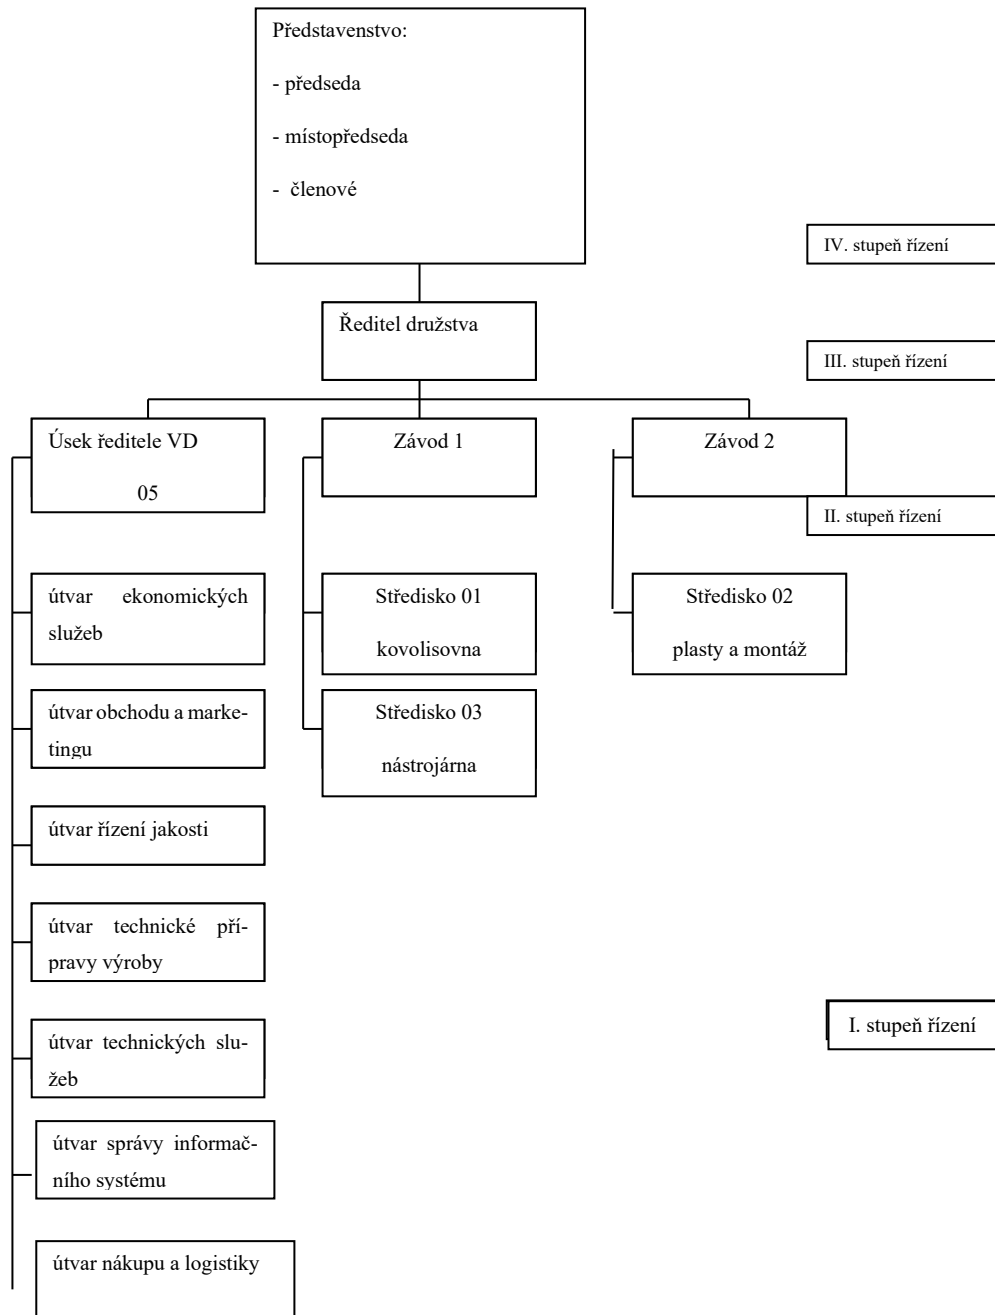 Představenstvo:
- předseda
- místopředseda
- členové
IV. stupeň řízení
Ředitel družstva
III. stupeň řízení
Úsek ředitele VD
05
Závod 1
Závod 2
II. stupeň řízení
útvar ekonomických
služeb
Středisko 01
kovolisovna
Středisko 02
plasty a montáž
útvar obchodu a marke-
tingu
Středisko 03
nástrojárna
útvar řízení jakosti
útvar technické pří-
pravy výroby
I. stupeň řízení
útvar technických slu-
žeb
útvar správy informač-
ního systému
útvar nákupu a logistiky